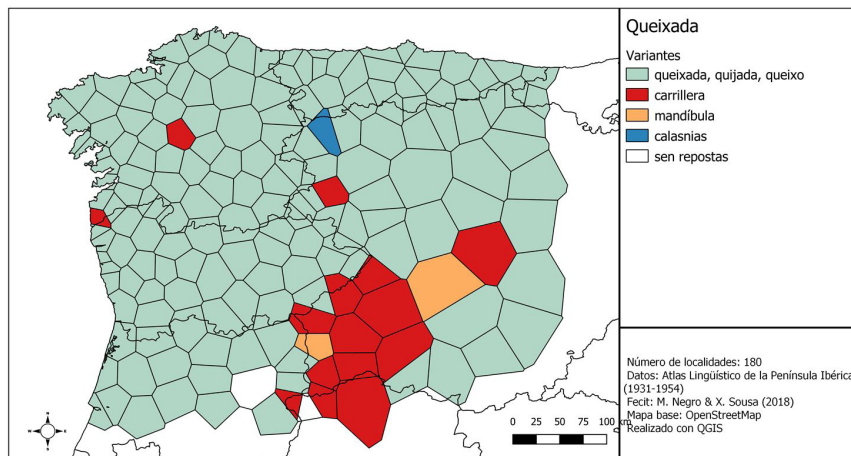 Queixada
Variantes
queixada, quijada, queixo
carrillera
mandíbula
calasnias
sen repostas
Número de localidades: 180
Datos: Atlas Lingüístico de la Península Ibérica
(1931-1954)
Fecit: M. Negro & X. Sousa (2018)
Mapa base: OpenStreetMap
Realizado con QGIS
N
W
E
S
0 25 50 75 100 km